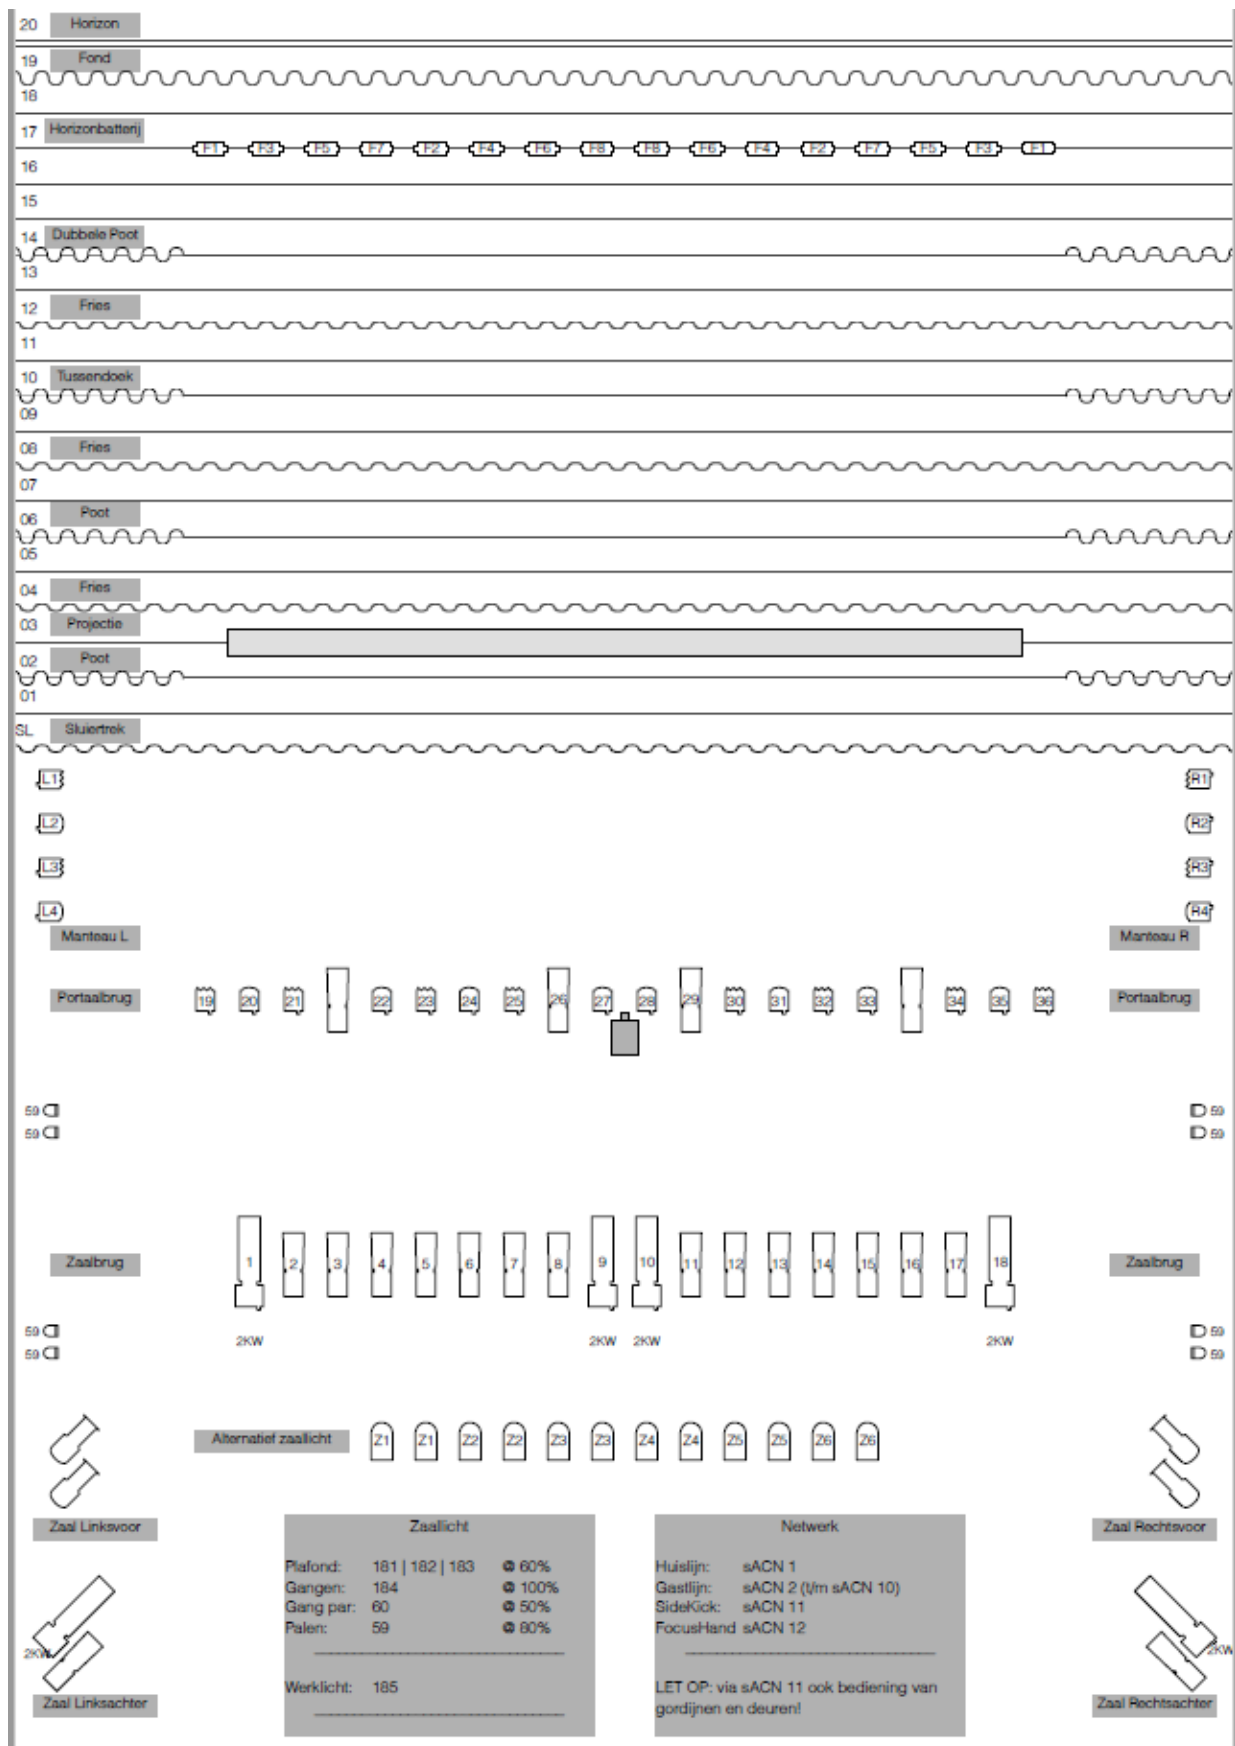 20 Horizon
19 Fond
18
17 Horizonbatterij
F1 F3 F5 F7 F2 F4 F6 F8 F8 F6 F4 F2 F7 F5 F3 F1
16
15
14 Dubbele Poot
13
12 Fries
11
10 Tussendoek
09
08 Fries
07
06 Poot
05
04 Fries
03 Projectie
02 Poot
01
SL Sluiertrek
L1 R1
L2 R2
L3 R3
L4 R4
Manteau L Manteau R
Portaalbrug 19 20 21 22 23 24 25 26 27 28 29 30 31 32 33 34 35 36 Portaalbrug
59 59
59 59
Zaalbrug 1 2 3 4 5 6 7 8 9 10 11 12 13 14 15 16 17 18 Zaalbrug
59 59
2KW 2KW 2KW 2KW
59 59
Alternatief zaallicht Z1 Z1 Z2 Z2 Z3 Z3 Z4 Z4 Z5 Z5 Z6 Z6
Zaal Linksvoor Zaal Rechtsvoor
Zaallicht
Plafond: 181 | 182 | 183 @ 60%
Gangen: 184 @ 100%
Gang par: 60 @ 50%
Palen: 59 @ 80%
Werklicht: 185
Netwerk
Huislijn: sACN 1
Gastlijn: sACN 2 (t/m sACN 10)
SideKick: sACN 11
FocusHand sACN 12
LET OP: via sACN 11 ook bediening van
gordijnen en deuren!
2KW 2KW
Zaal Linksachter Zaal Rechtsachter